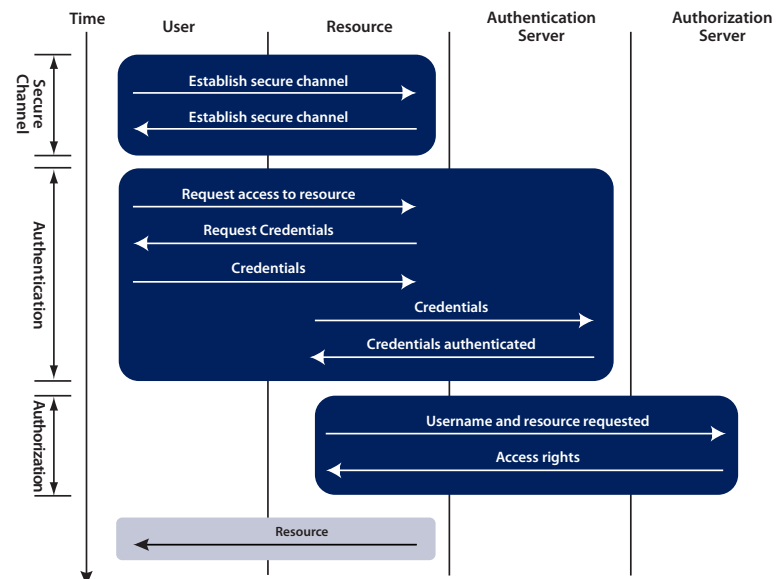 Time
User
Resource
Authentication
Server
Authorization
Server
Secure
Channel
Establish secure channel
Establish secure channel
Authentication
Request access to resource
Request Credentials
Credentials
Credentials
Credentials authenticated
Authorization
Username and resource requested
Access rights
Resource